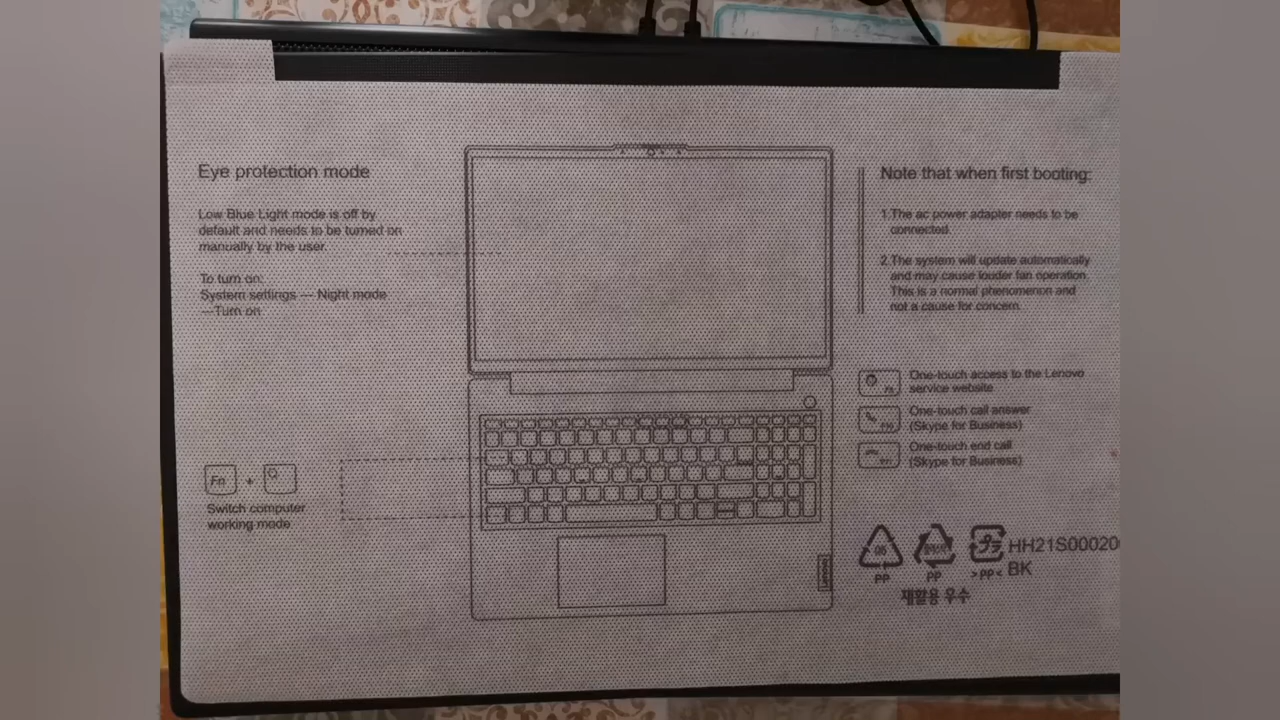 Eye protection mode
Low Blue Light mode is off by
default and needs to be turned on
manually by the user.
To turn on:
System settings — Night mode
—Turn on
Fn + Q
Switch computer
working mode
Note that when first booting:
1.The ac power adapter needs to be
connected.
2.The system will update automatically
and may cause louder fan operation.
This is a normal phenomenon and
not a cause for concern.
One-touch access to the Lenovo
service website
One-touch call answer
(Skype for Business)
One-touch end call
(Skype for Business)
HH21S00020
BK
PP
PP
>PP<
재활용 우수